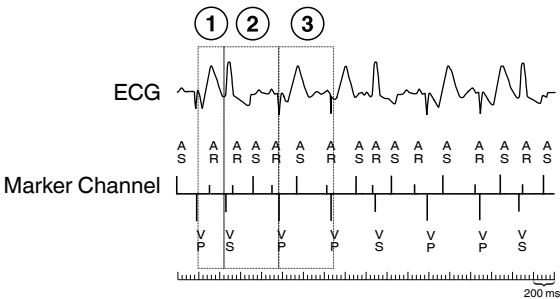 1 2 3
ECG
A A A A A A A A A A A A A A A A
S R R S R S R S R S R S R S R S
Marker Channel
V V V V V V V V
P S P P S P P S
200 ms